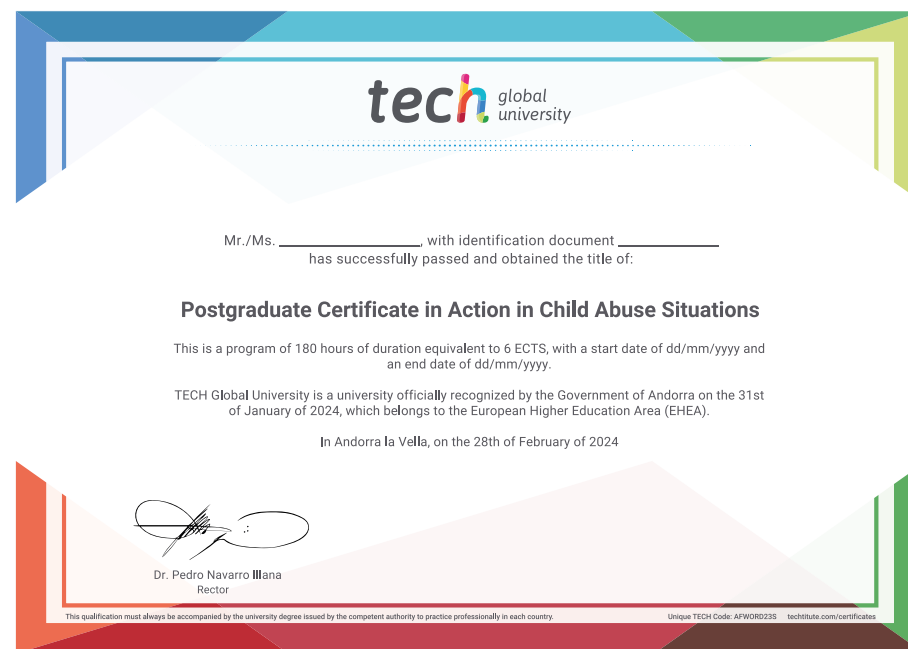 tech global
university
Mr./Ms. ____________________, with identification document ______________
has successfully passed and obtained the title of:
Postgraduate Certificate in Action in Child Abuse Situations
This is a program of 180 hours of duration equivalent to 6 ECTS, with a start date of dd/mm/yyyy and
an end date of dd/mm/yyyy.
TECH Global University is a university officially recognized by the Government of Andorra on the 31st
of January of 2024, which belongs to the European Higher Education Area (EHEA).
In Andorra la Vella, on the 28th of February of 2024
Dr. Pedro Navarro Illana
Rector
This qualification must always be accompanied by the university degree issued by the competent authority to practice professionally in each country. Unique TECH Code: AFWORD23S techtitute.com/certificates